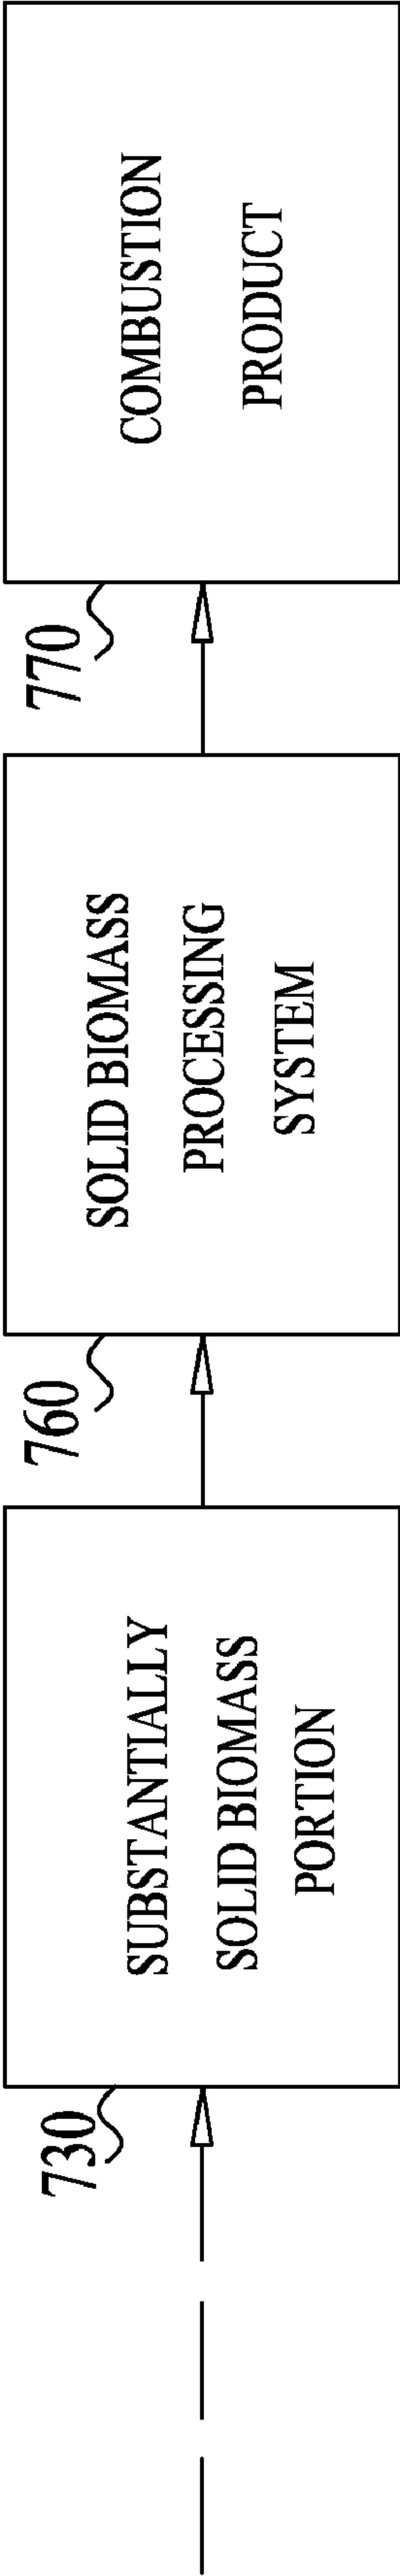 730
SUBSTANTIALLY
SOLID BIOMASS
PORTION
760
SOLID BIOMASS
PROCESSING
SYSTEM
770
COMBUSTION
PRODUCT